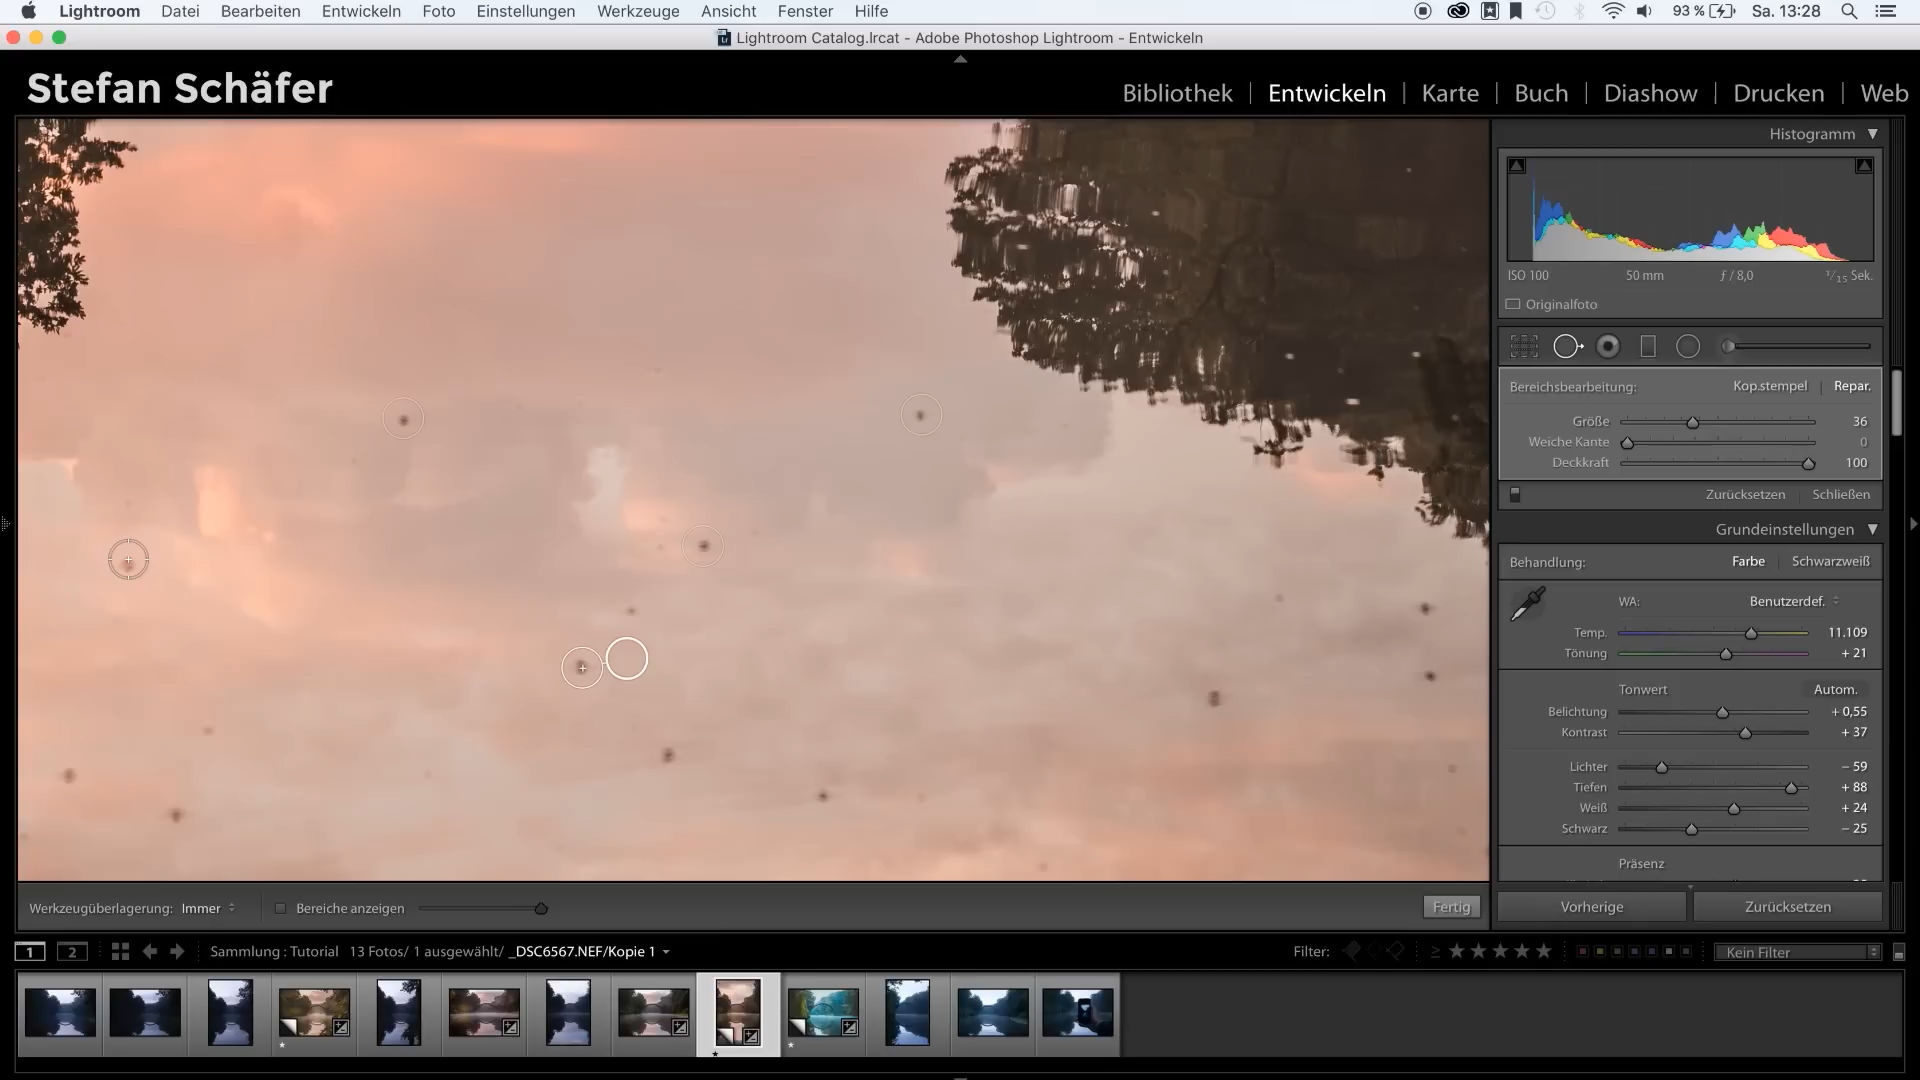 Lightroom Datei Bearbeiten Entwickeln Foto Einstellungen Werkzeuge Ansicht Fenster Hilfe 93 % Sa. 13:28
Lightroom Catalog.lrcat - Adobe Photoshop Lightroom - Entwickeln
Stefan Schäfer
Bibliothek | Entwickeln | Karte | Buch | Diashow | Drucken | Web
Histogramm
ISO 100 50 mm ƒ / 8,0 1/15 Sek.
Originalfoto
Bereichsbearbeitung: Kop.stempel | Repar.
Größe 36
Weiche Kante 0
Deckkraft 100
Zurücksetzen | Schließen
Grundeinstellungen
Behandlung: Farbe | Schwarzweiß
WA: Benutzerdef.
Temp. 11.109
Tönung + 21
Tonwert Autom.
Belichtung + 0,55
Kontrast + 37
Lichter − 59
Tiefen + 88
Weiß + 24
Schwarz − 25
Präsenz
Werkzeugüberlagerung: Immer Bereiche anzeigen Fertig
Vorherige Zurücksetzen
1 2 Sammlung : Tutorial 13 Fotos/ 1 ausgewählt/ _DSC6567.NEF/Kopie 1 Filter: ≥ ★★★★★ Kein Filter